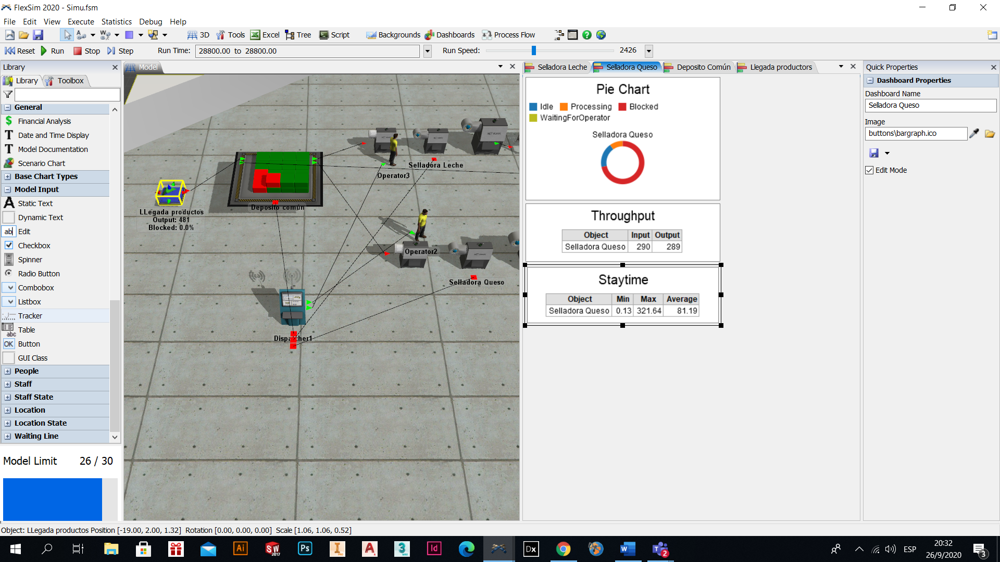 FlexSim 2020 - Simu.fsm
File Edit View Execute Statistics Debug Help
3D Tools Excel Tree Script Backgrounds Dashboards Process Flow
Reset Run Stop Step Run Time: 28800.00 to 28800.00 Run Speed: 2426
Library
Library Toolbox
General
Financial Analysis
Date and Time Display
Model Documentation
Scenario Chart
Base Chart Types
Model Input
Static Text
Dynamic Text
Edit
Checkbox
Spinner
Radio Button
Combobox
Listbox
Tracker
Table
Button
GUI Class
People
Staff
Staff State
Location
Location State
Waiting Line
Model Limit 26 / 30
Model
LLegada productos
Output: 481
Blocked: 0.0%
Deposito común
Operator3
Selladora Leche
Operator2
Selladora Queso
Dispatcher1
Selladora Leche Selladora Queso Deposito Común Llegada productors
Pie Chart
Idle Processing Blocked
WaitingForOperator
Selladora Queso
Throughput
Object Input Output
Selladora Queso 290 289
Staytime
Object Min Max Average
Selladora Queso 0.13 321.64 81.19
Quick Properties
Dashboard Properties
Dashboard Name
Selladora Queso
Image
buttons\bargraph.ico
Edit Mode
Object: LLegada productos Position [-19.00, 2.00, 1.32] Rotation [0.00, 0.00, 0.00] Scale [1.06, 1.06, 0.52]
ESP
20:32
26/9/2020
3